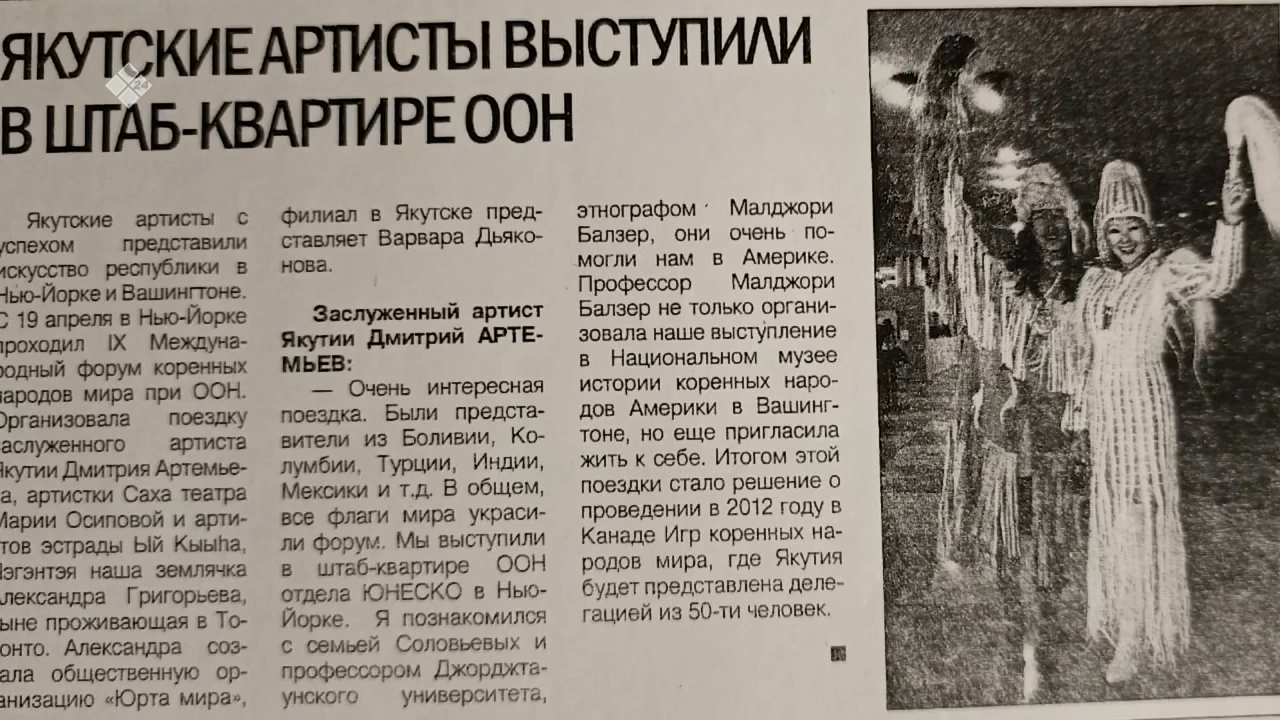 ЯКУТСКИЕ АРТИСТЫ ВЫСТУПИЛИ
В ШТАБ-КВАРТИРЕ ООН
Якутские артисты с
успехом представили
искусство республики в
Нью-Йорке и Вашингтоне.
С 19 апреля в Нью-Йорке
проходил IX Междуна-
родный форум коренных
народов мира при ООН.
Организовала поездку
заслуженного артиста
Якутии Дмитрия Артемье-
ва, артистки Саха театра
Марии Осиповой и арти-
стов эстрады Ый Кыыһа,
наша землячка
Александра Григорьева,
ныне проживающая в То-
ронто. Александра соз-
дала общественную ор-
ганизацию «Юрта мира»,
филиал в Якутске пред-
ставляет Варвара Дьяко-
нова.
Заслуженный артист
Якутии Дмитрий АРТЕ-
МЬЕВ:
— Очень интересная
поездка. Были предста-
вители из Боливии, Ко-
лумбии, Турции, Индии,
Мексики и т.д. В общем,
все флаги мира украси-
ли форум. Мы выступили
в штаб-квартире ООН
отдела ЮНЕСКО в Нью-
Йорке. Я познакомился
с семьей Соловьевых и
профессором Джорджта-
унского университета,
этнографом Малджори
Балзер, они очень по-
могли нам в Америке.
Профессор Малджори
Балзер не только органи-
зовала наше выступление
в Национальном музее
истории коренных наро-
дов Америки в Вашинг-
тоне, но еще пригласила
жить к себе. Итогом этой
поездки стало решение о
проведении в 2012 году в
Канаде Игр коренных на-
родов мира, где Якутия
будет представлена деле-
гацией из 50-ти человек.